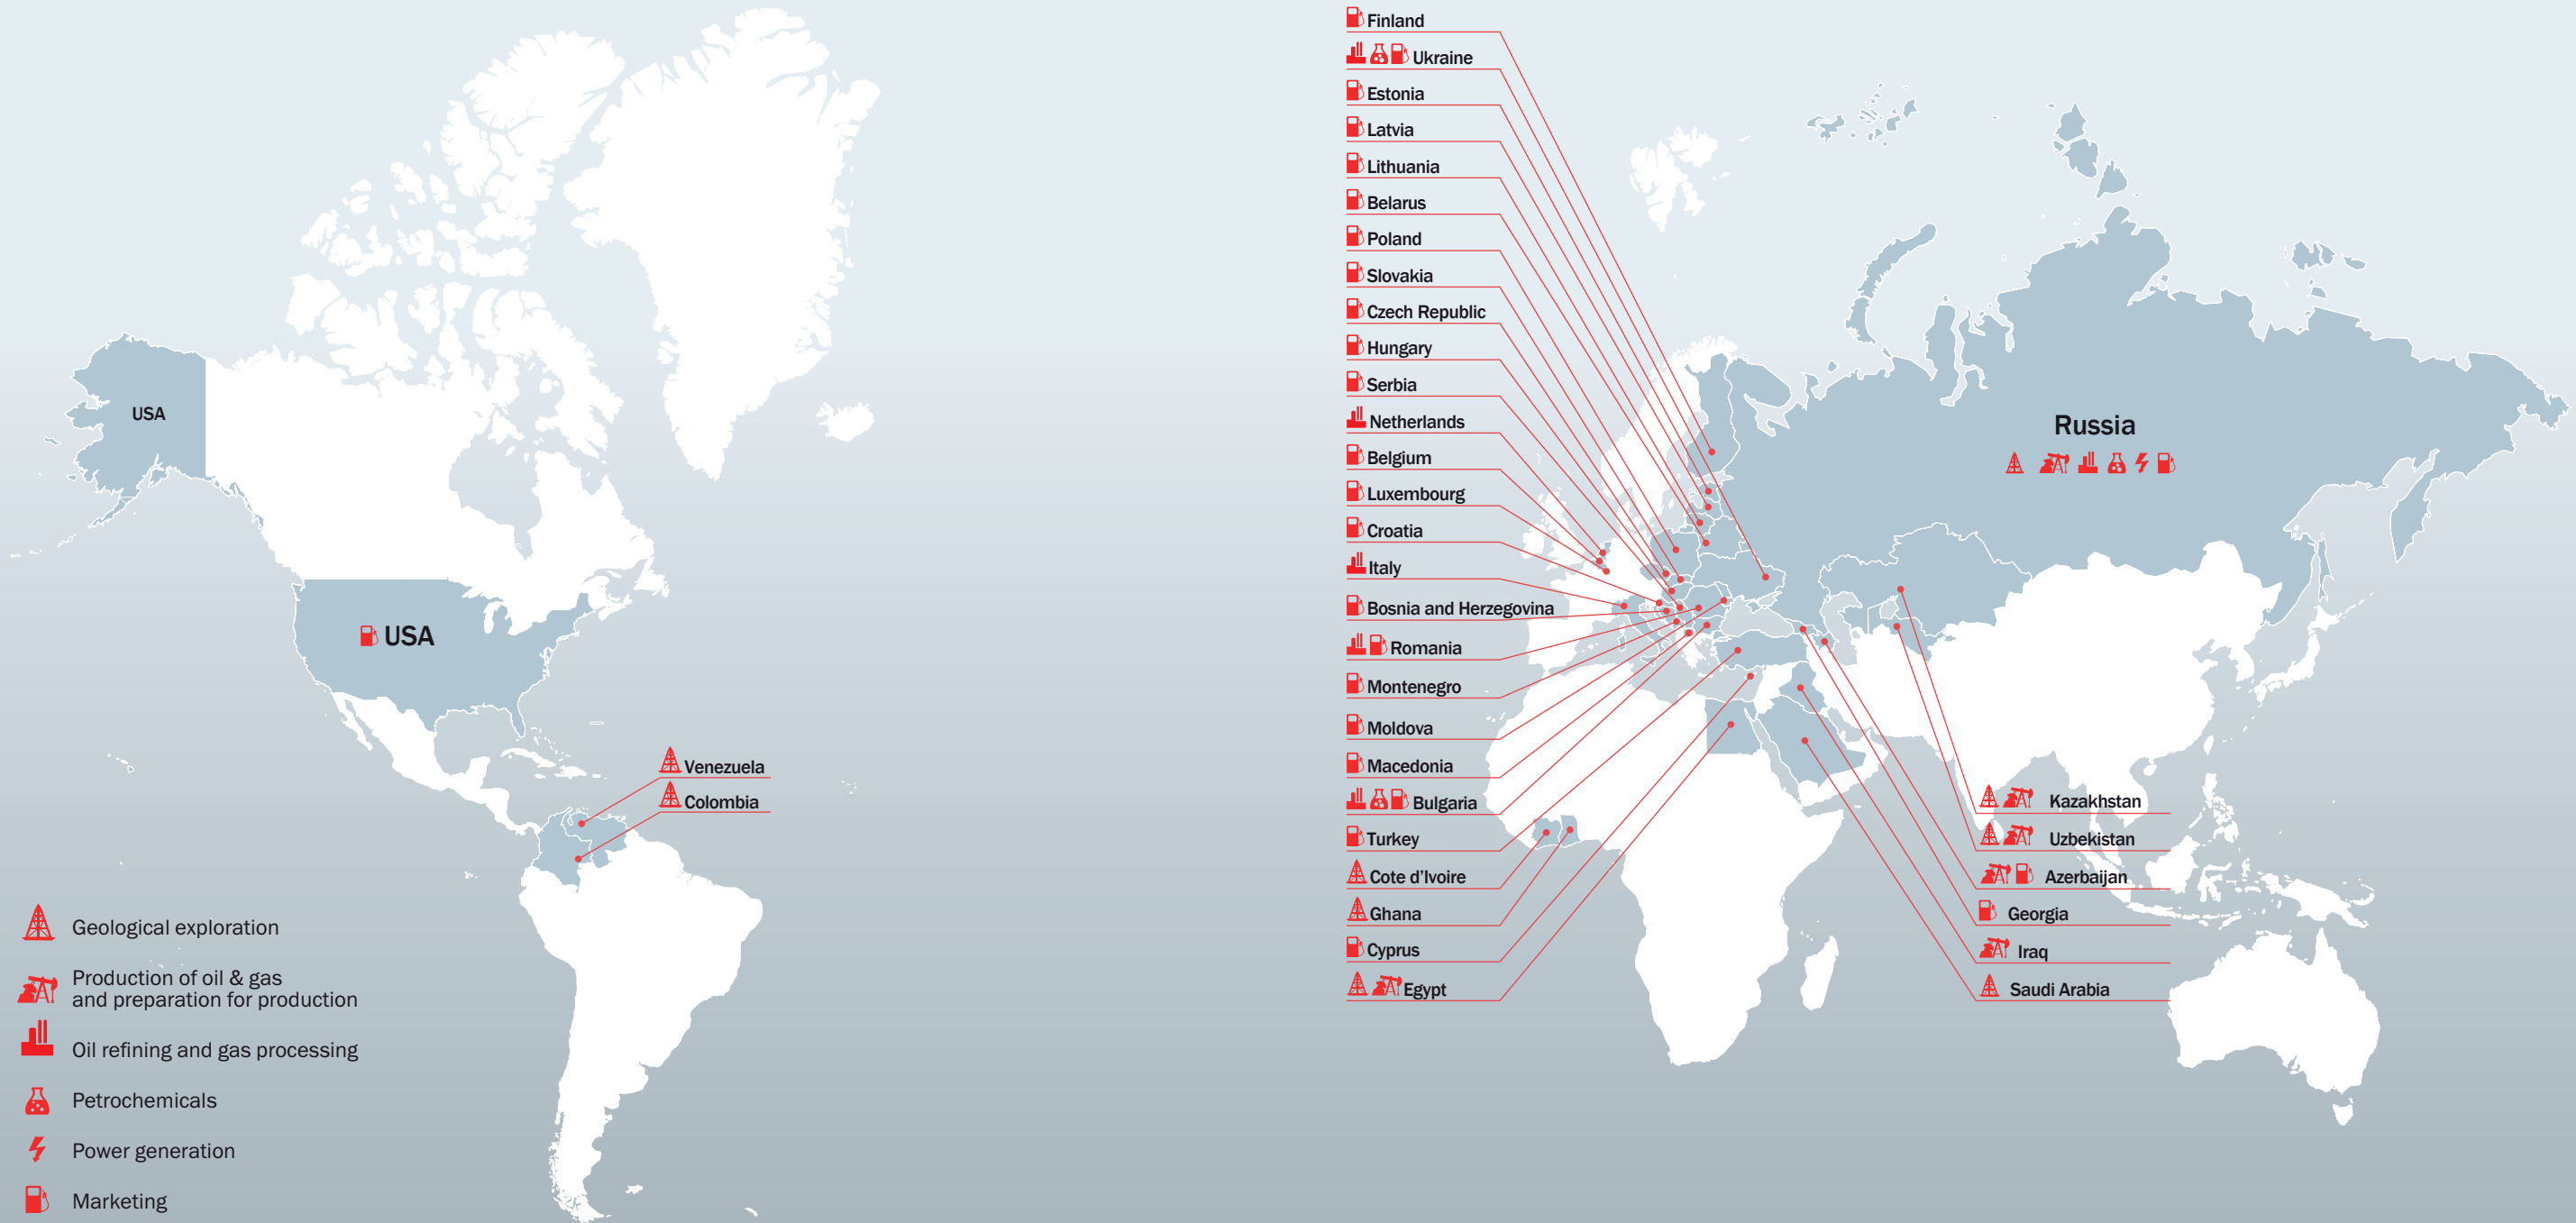 USA
USA
Venezuela
Colombia
Geological exploration
Production of oil & gas
and preparation for production
Oil refining and gas processing
Petrochemicals
Power generation
Marketing
Finland
Ukraine
Estonia
Latvia
Lithuania
Belarus
Poland
Slovakia
Czech Republic
Hungary
Serbia
Netherlands
Belgium
Luxembourg
Croatia
Italy
Bosnia and Herzegovina
Romania
Montenegro
Moldova
Macedonia
Bulgaria
Turkey
Cote d’Ivoire
Ghana
Cyprus
Egypt
Russia
Kazakhstan
Uzbekistan
Azerbaijan
Georgia
Iraq
Saudi Arabia